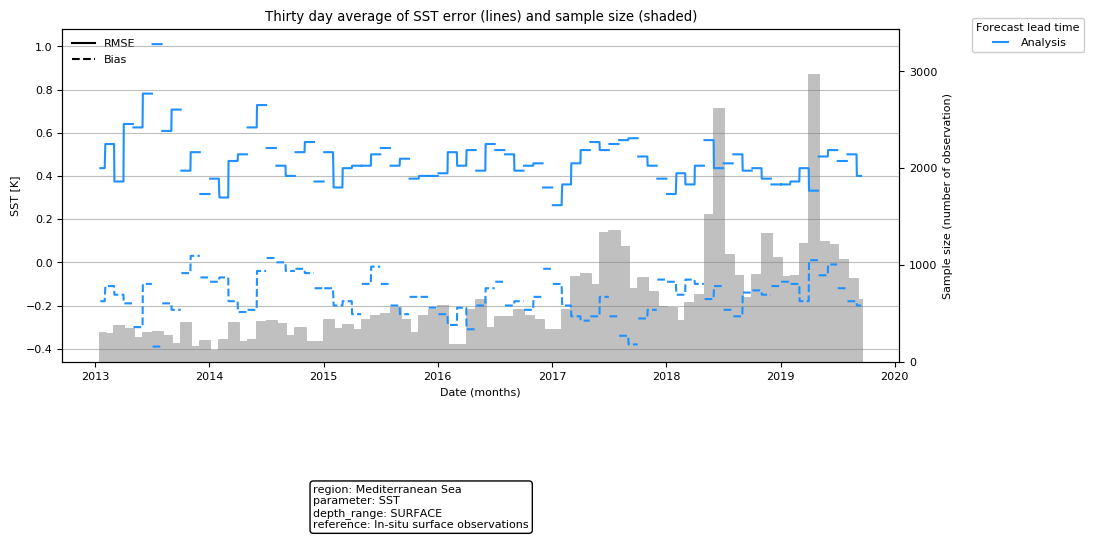 Thirty day average of SST error (lines) and sample size (shaded)
RMSE
Bias
Forecast lead time
Analysis
SST [K]
1.0
0.8
0.6
0.4
0.2
0.0
−0.2
−0.4
3000
2000
1000
0
Sample size (number of observation)
2013 2014 2015 2016 2017 2018 2019 2020
Date (months)
region: Mediterranean Sea
parameter: SST
depth_range: SURFACE
reference: In-situ surface observations